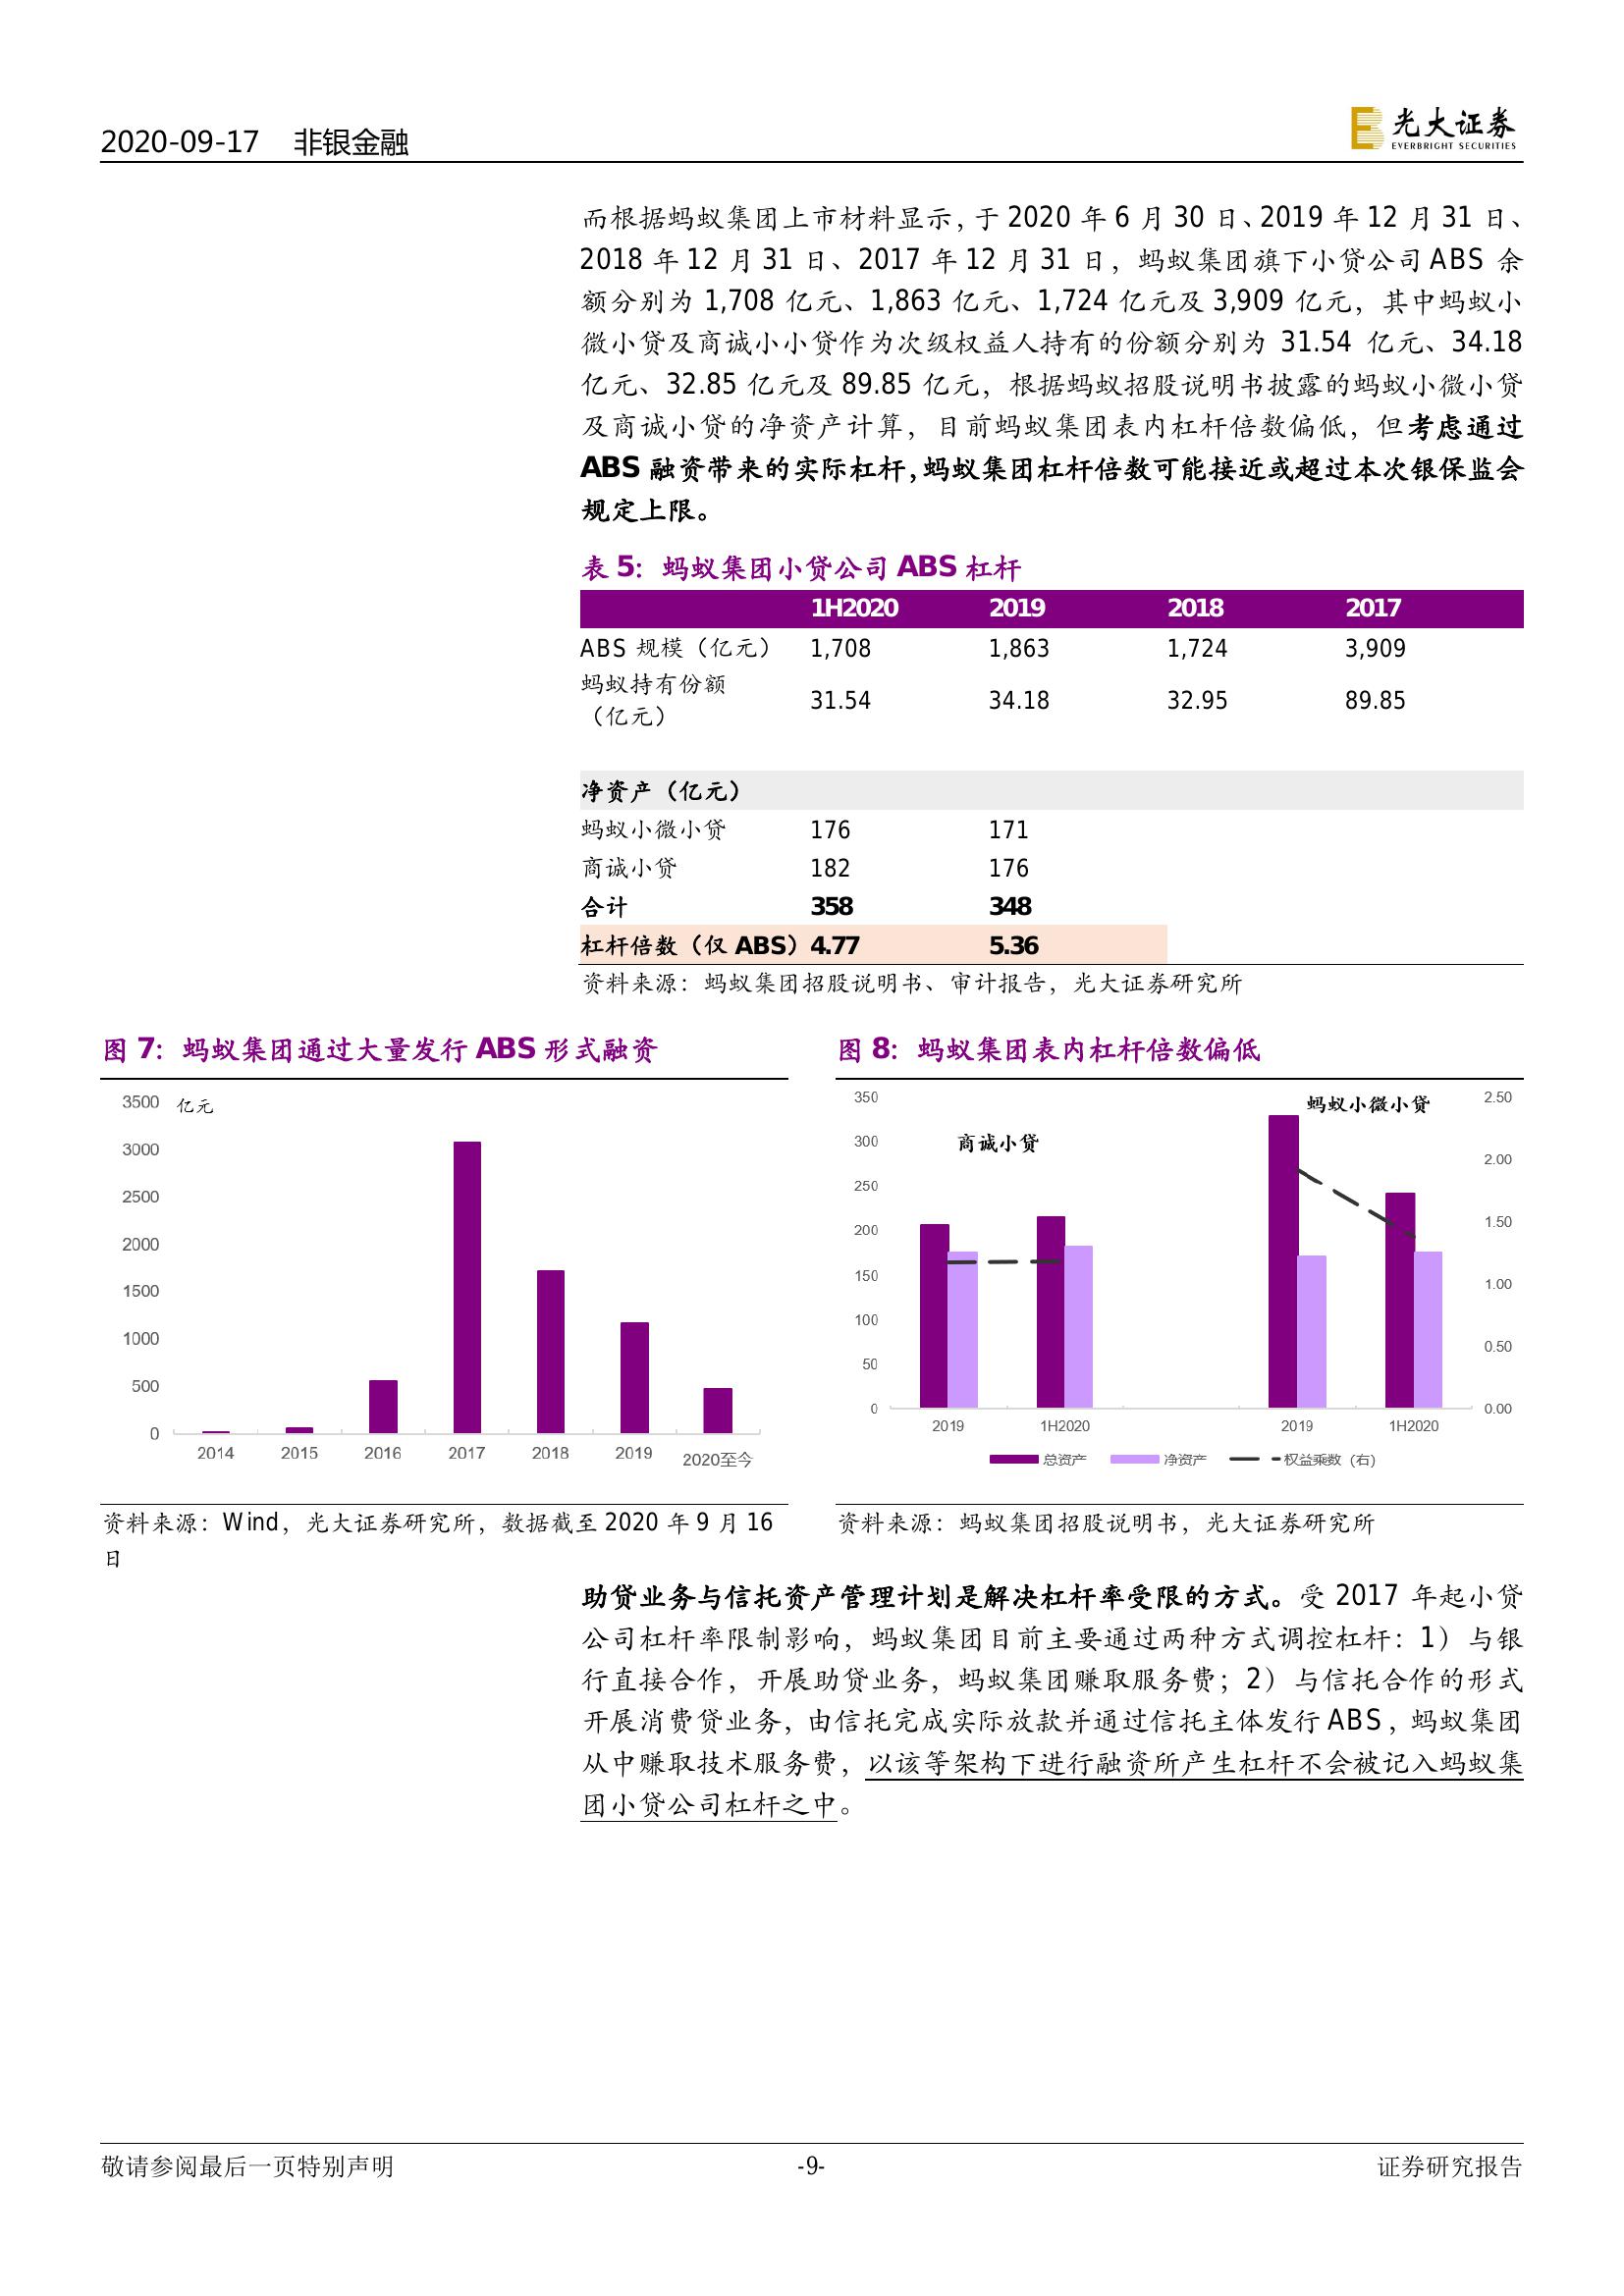 2020-09-17 非银金融
光大证券
EVERBRIGHT SECURITIES
而根据蚂蚁集团上市材料显示，于 2020 年 6 月 30 日、2019 年 12 月 31 日、
2018 年 12 月 31 日、2017 年 12 月 31 日，蚂蚁集团旗下小贷公司 ABS 余
额分别为 1,708 亿元、1,863 亿元、1,724 亿元及 3,909 亿元，其中蚂蚁小
微小贷及商诚小小贷作为次级权益人持有的份额分别为 31.54 亿元、34.18
亿元、32.85 亿元及 89.85 亿元，根据蚂蚁招股说明书披露的蚂蚁小微小贷
及商诚小贷的净资产计算，目前蚂蚁集团表内杠杆倍数偏低，但考虑通过
ABS 融资带来的实际杠杆，蚂蚁集团杠杆倍数可能接近或超过本次银保监会
规定上限。
表 5：蚂蚁集团小贷公司 ABS 杠杆
1H2020 2019 2018 2017
ABS 规模（亿元） 1,708 1,863 1,724 3,909
蚂蚁持有份额
（亿元） 31.54 34.18 32.95 89.85
净资产（亿元）
蚂蚁小微小贷 176 171
商诚小贷 182 176
合计 358 348
杠杆倍数（仅 ABS） 4.77 5.36
资料来源：蚂蚁集团招股说明书、审计报告，光大证券研究所
图 7：蚂蚁集团通过大量发行 ABS 形式融资
亿元
3500
3000
2500
2000
1500
1000
500
0
2014 2015 2016 2017 2018 2019 2020至今
资料来源：Wind，光大证券研究所，数据截至 2020 年 9 月 16
日
图 8：蚂蚁集团表内杠杆倍数偏低
350
300
250
200
150
100
50
0
商诚小贷
蚂蚁小微小贷
2.50
2.00
1.50
1.00
0.50
0.00
2019 1H2020 2019 1H2020
总资产 净资产 权益乘数（右）
资料来源：蚂蚁集团招股说明书，光大证券研究所
助贷业务与信托资产管理计划是解决杠杆率受限的方式。受 2017 年起小贷
公司杠杆率限制影响，蚂蚁集团目前主要通过两种方式调控杠杆：1）与银
行直接合作，开展助贷业务，蚂蚁集团赚取服务费；2）与信托合作的形式
开展消费贷业务，由信托完成实际放款并通过信托主体发行 ABS，蚂蚁集团
从中赚取技术服务费，以该等架构下进行融资所产生杠杆不会被记入蚂蚁集
团小贷公司杠杆之中。
敬请参阅最后一页特别声明 -9- 证券研究报告